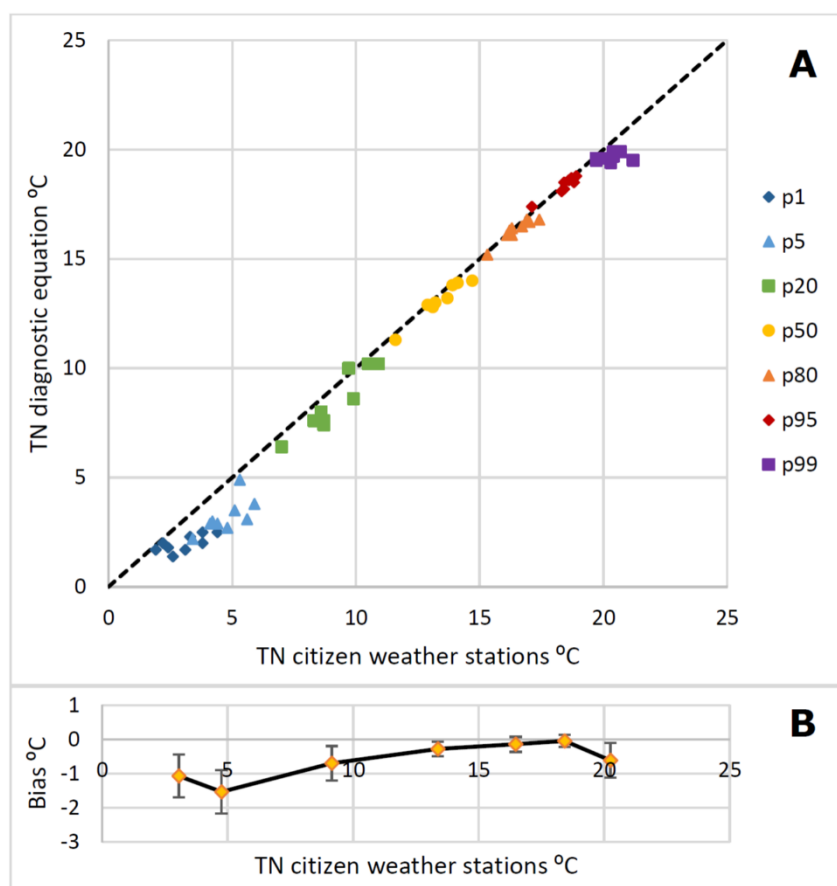 A
25
20
15
10
5
0
TN diagnostic equation ºC
0 5 10 15 20 25
TN citizen weather stations ºC
p1
p5
p20
p50
p80
p95
p99
B
1
0
-1
-2
-3
Bias ºC
0 5 10 15 20 25
TN citizen weather stations ºC